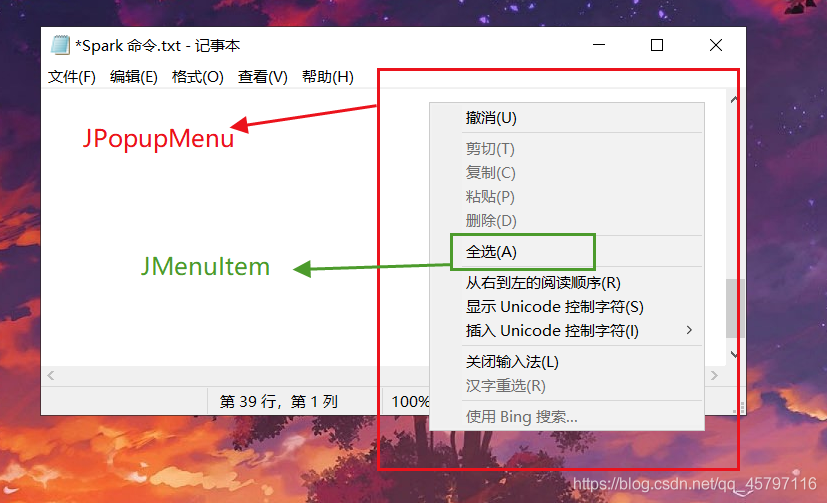 *Spark 命令.txt - 记事本
文件(F) 编辑(E) 格式(O) 查看(V) 帮助(H)
JPopupMenu
撤消(U)
剪切(T)
复制(C)
粘贴(P)
删除(D)
JMenuItem
全选(A)
从右到左的阅读顺序(R)
显示 Unicode 控制字符(S)
插入 Unicode 控制字符(I)
关闭输入法(L)
汉字重选(R)
第 39 行，第 1 列
100%
使用 Bing 搜索...
https://blog.csdn.net/qq_45797116